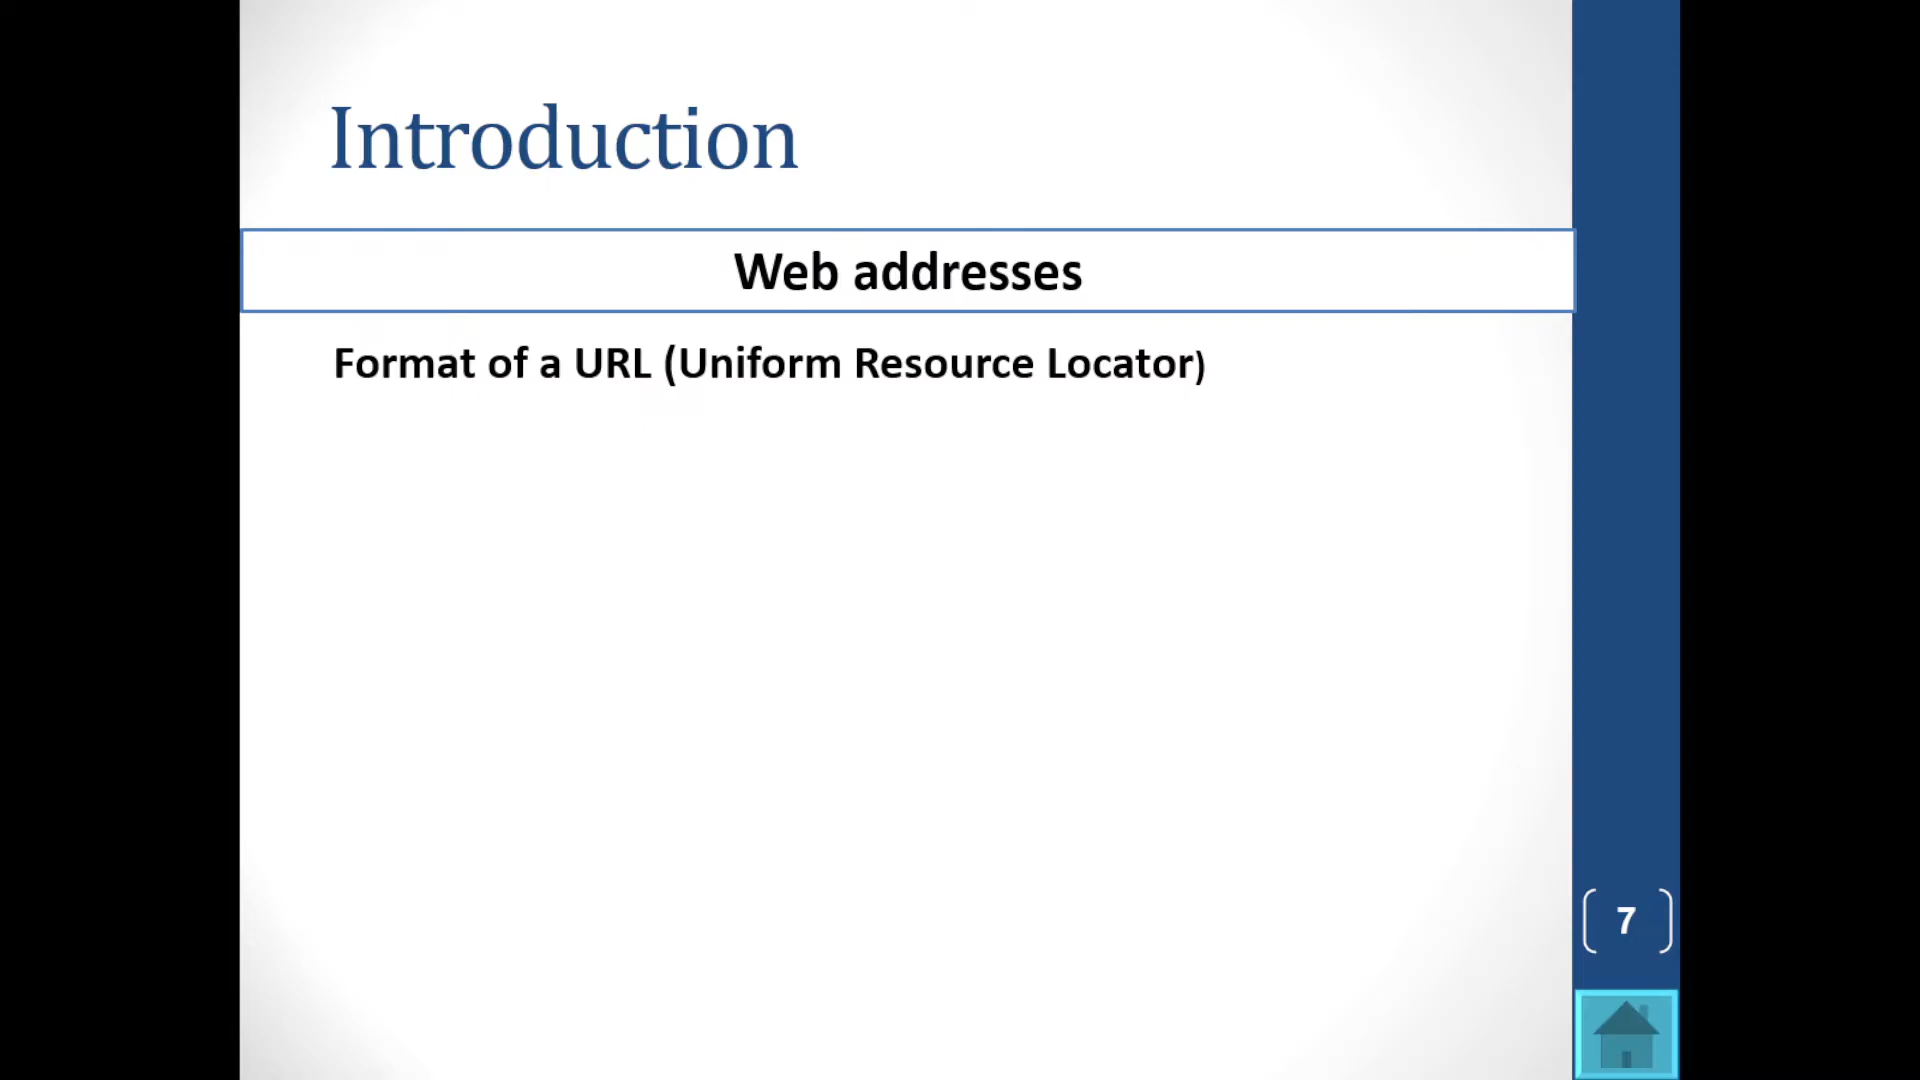 Introduction
Web addresses
Format of a URL (Uniform Resource Locator)
7